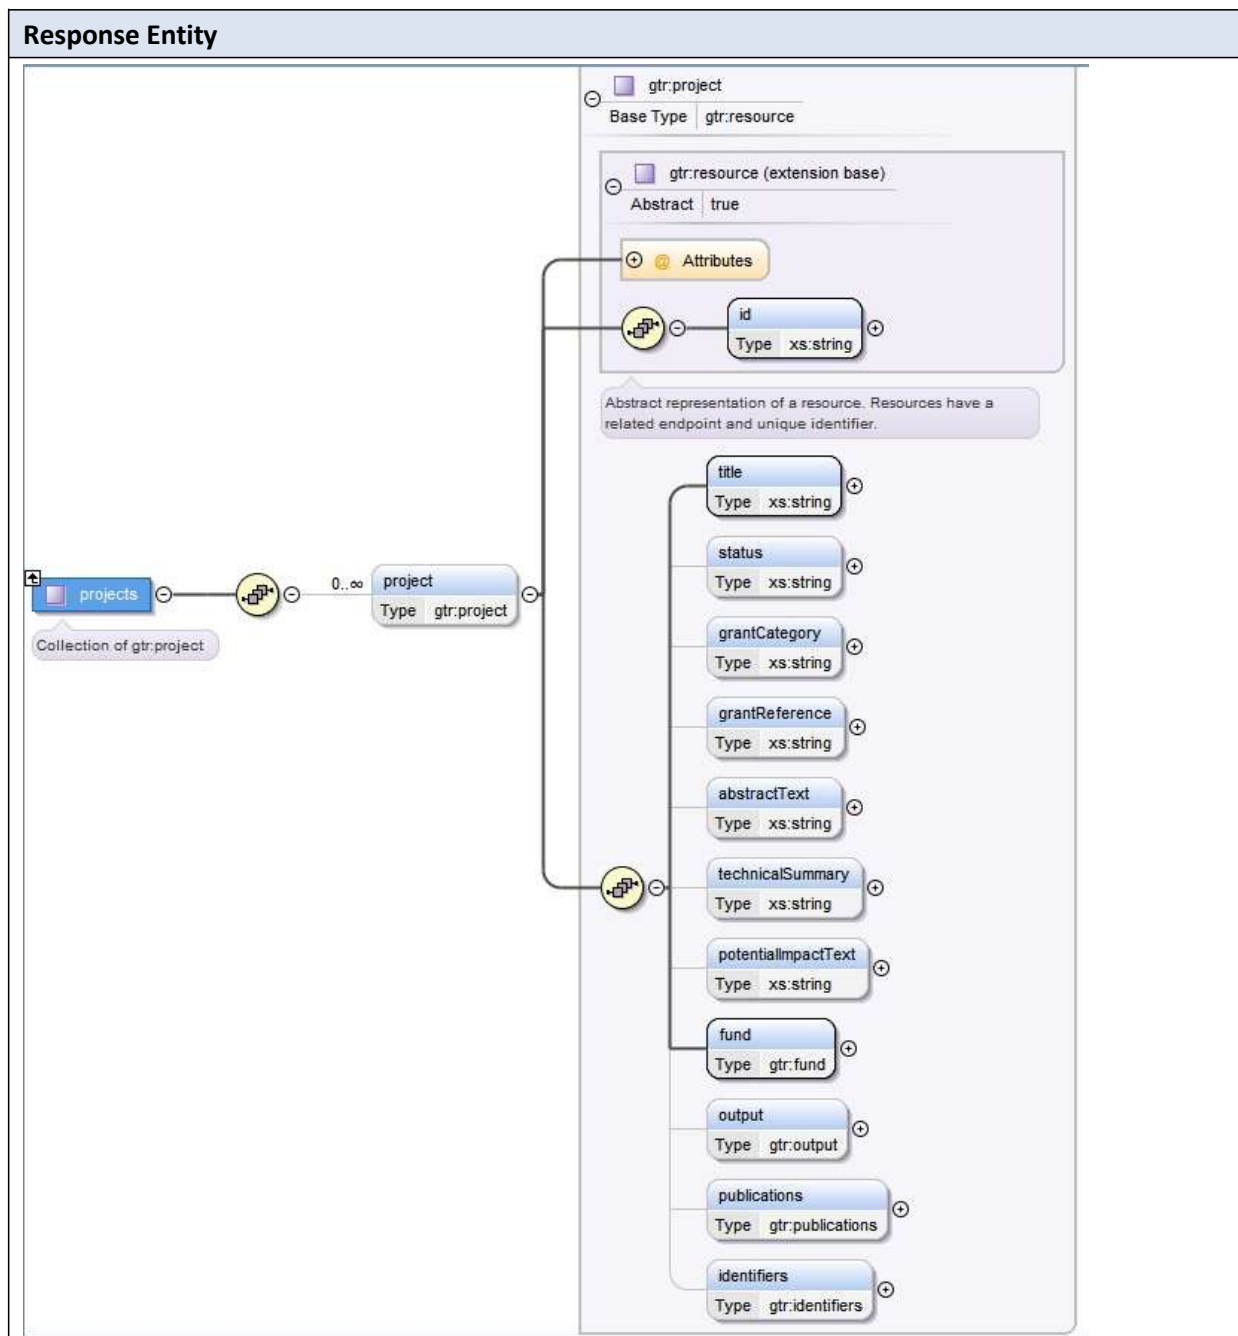 Response Entity
gtr:project
Base Type gtr:resource
gtr:resource (extension base)
Abstract true
@ Attributes
id
Type xs:string
Abstract representation of a resource. Resources have a
related endpoint and unique identifier.
title
Type xs:string
status
Type xs:string
projects
0..∞
project
Type gtr:project
Collection of gtr:project
grantCategory
Type xs:string
grantReference
Type xs:string
abstractText
Type xs:string
technicalSummary
Type xs:string
potentialImpactText
Type xs:string
fund
Type gtr:fund
output
Type gtr:output
publications
Type gtr:publications
identifiers
Type gtr:identifiers